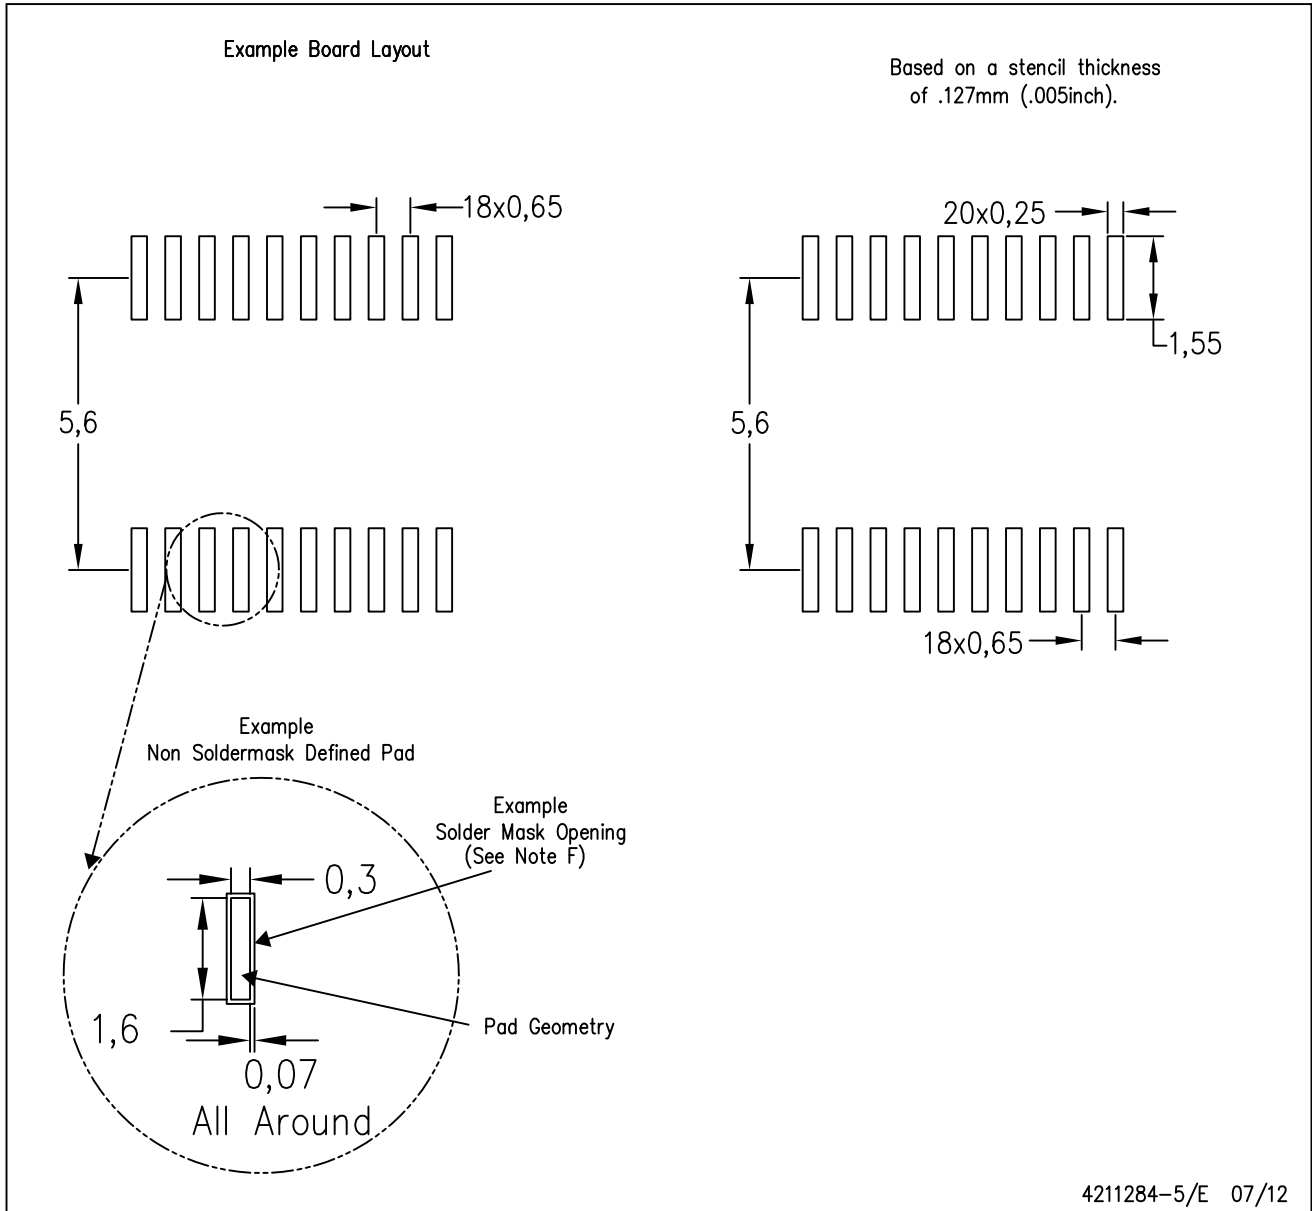 Example Board Layout
Based on a stencil thickness
of .127mm (.005inch).
18x0,65
20x0,25
1,55
5,6
5,6
18x0,65
Example
Non Soldermask Defined Pad
Example
Solder Mask Opening
(See Note F)
0,3
1,6
Pad Geometry
0,07
All Around
4211284-5/E 07/12